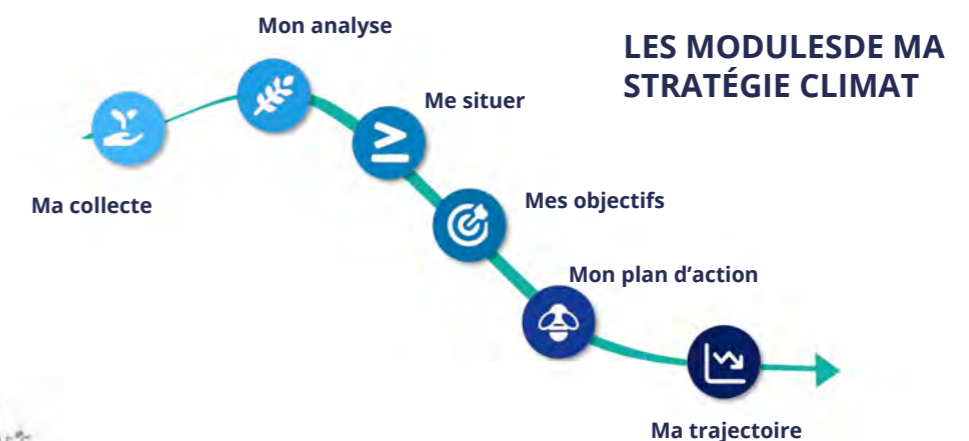 Mon analyse
LES MODULESDE MA
STRATÉGIE CLIMAT
Me situer
Ma collecte
Mes objectifs
Mon plan d’action
Ma trajectoire